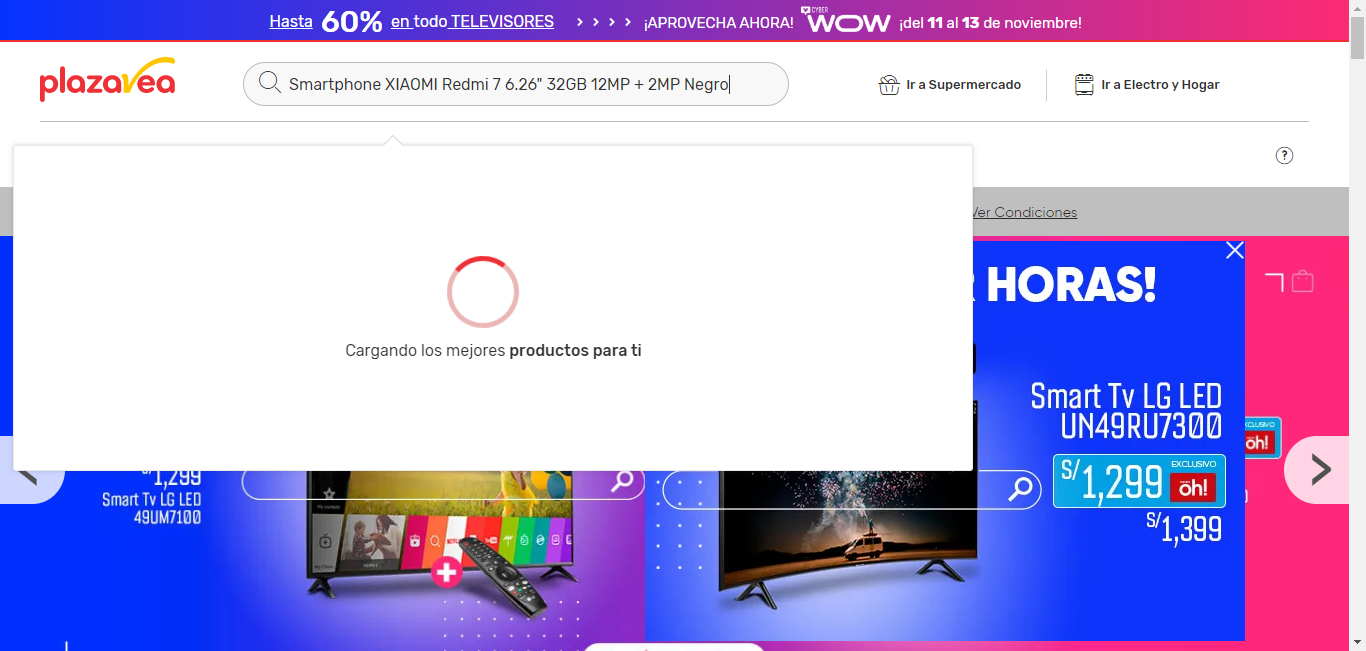 Hasta 60% en todo TELEVISORES > > > > ¡APROVECHA AHORA! CYBER WOW ¡del 11 al 13 de noviembre!
plazavea
Smartphone XIAOMI Redmi 7 6.26" 32GB 12MP + 2MP Negro
Ir a Supermercado
Ir a Electro y Hogar
?
Ver Condiciones
HORAS!
Cargando los mejores productos para ti
Smart Tv LG LED
UN49RU7300
S/1,299
EXCLUSIVO
oh!
S/1,399
oh!
S/1,299
Smart Tv LG LED
49UM7100